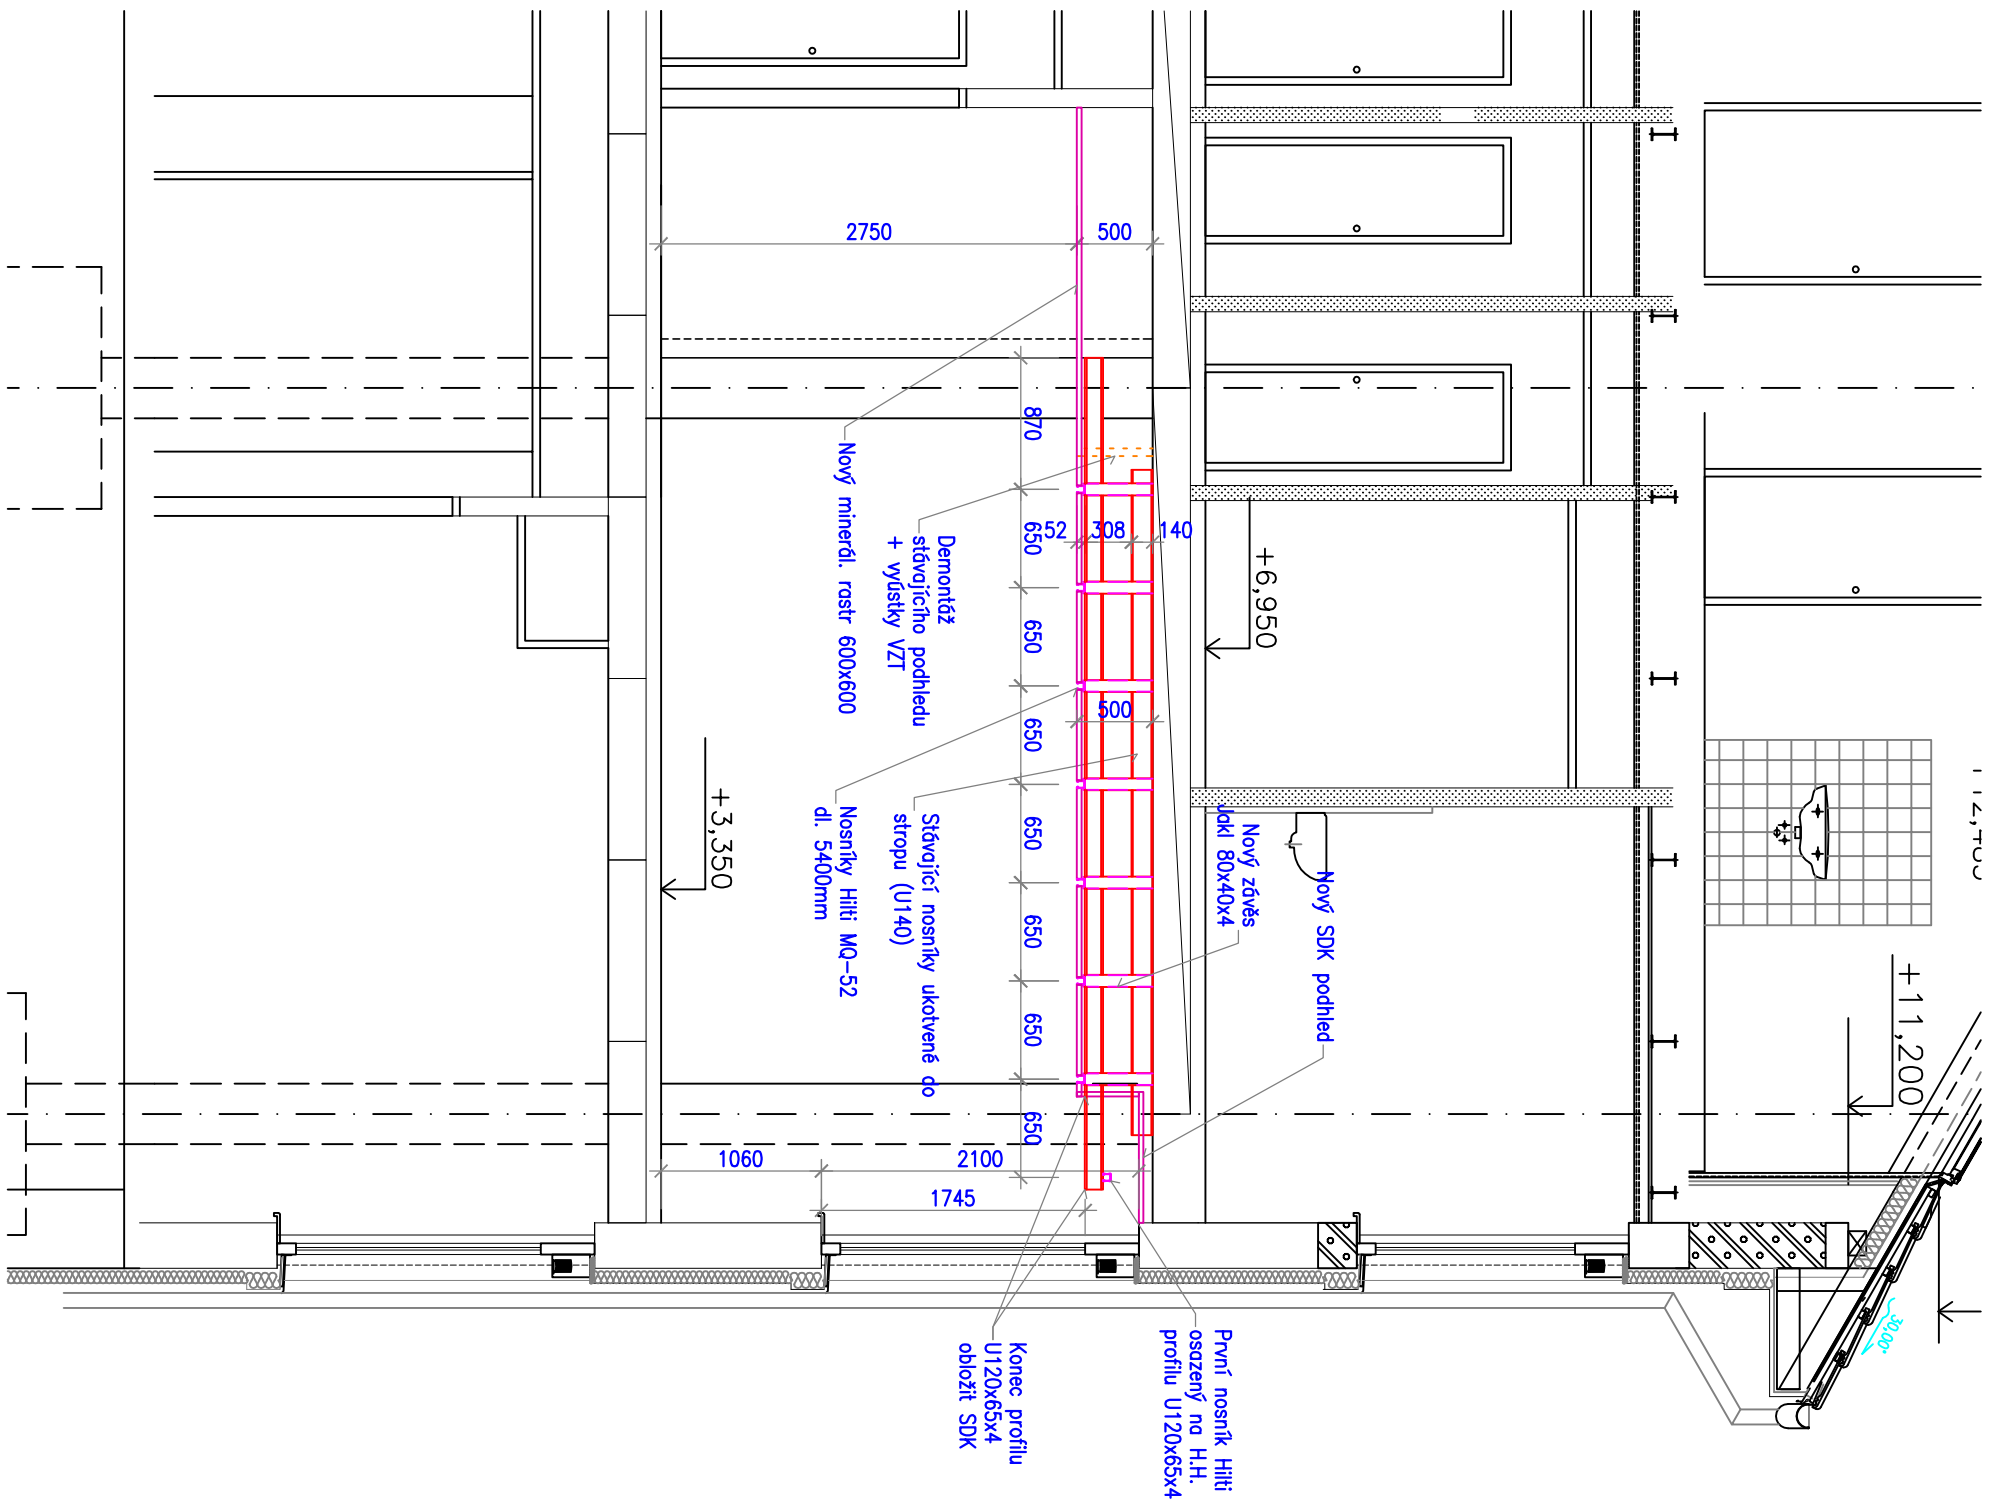 2750
500
870
650
650
650
650
650
650
650
52
308
140
500
1060
2100
1745
+6,950
+3,350
+11,200
30,00°
Nový minerál. rastr 600x600
Demontáž
stávajícího podhledu
+ vyústky VZT
Nosníky Hilti MQ-52
dl. 5400mm
Stávající nosníky ukotvené do
stropu (U140)
Nový závěs
Jakl 80x40x4
Nový SDK podhled
První nosník Hilti
osazený na H.H.
profilu U120x65x4
Konec profilu
U120x65x4
obložit SDK